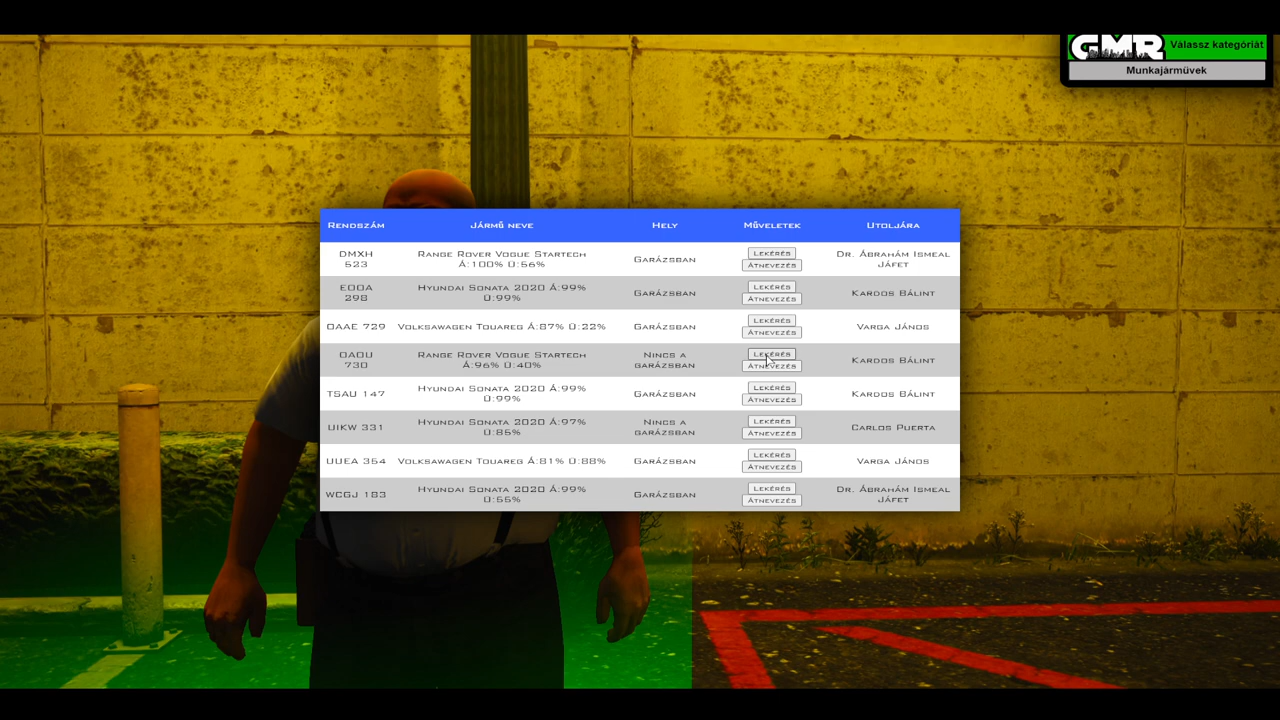 GMR Válassz kategóriát
Munkajárművek
Rendszám Jármű neve Hely Műveletek Utoljára
DMXH 523 Range Rover Vogue Startech Á:100% Ü:56% Garázsban Lekérés Átnevezés Dr. Ábrahám Ismeal Jáfet
EOOA 298 Hyundai Sonata 2020 Á:99% Ü:99% Garázsban Lekérés Átnevezés Kardos Bálint
OAAE 729 Volkswagen Touareg Á:87% Ü:22% Garázsban Lekérés Átnevezés Varga János
OAOU 730 Range Rover Vogue Startech Á:96% Ü:40% Nincs a garázsban Lekérés Átnevezés Kardos Bálint
TSAU 147 Hyundai Sonata 2020 Á:99% Ü:99% Garázsban Lekérés Átnevezés Kardos Bálint
UIKW 331 Hyundai Sonata 2020 Á:97% Ü:85% Nincs a garázsban Lekérés Átnevezés Carlos Puerta
UUEA 354 Volkswagen Touareg Á:81% Ü:88% Garázsban Lekérés Átnevezés Varga János
WCGJ 183 Hyundai Sonata 2020 Á:99% Ü:55% Garázsban Lekérés Átnevezés Dr. Ábrahám Ismeal Jáfet